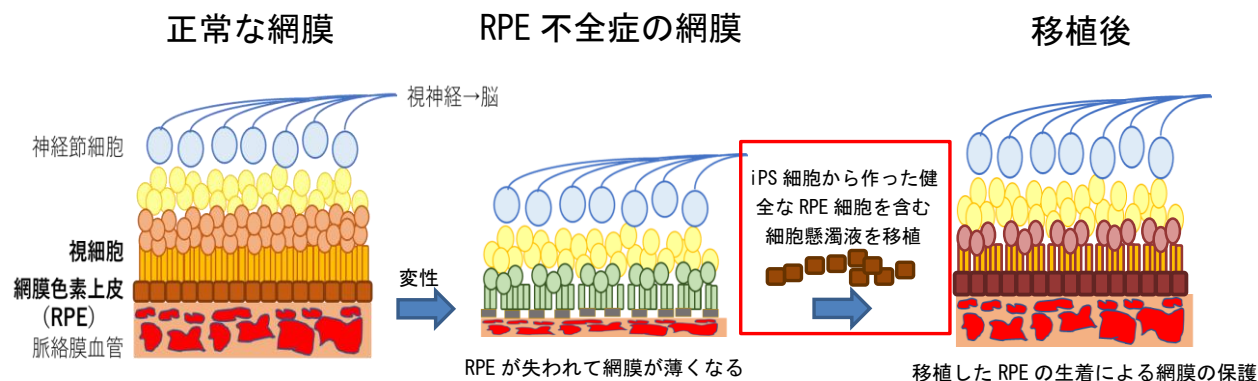 正常な網膜
RPE 不全症の網膜
移植後
視神経→脳
神経節細胞
視細胞
網膜色素上皮
(RPE)
脈絡膜血管
変性
iPS 細胞から作った健
全な RPE 細胞を含む
細胞懸濁液を移植
RPE が失われて網膜が薄くなる
移植した RPE の生着による網膜の保護